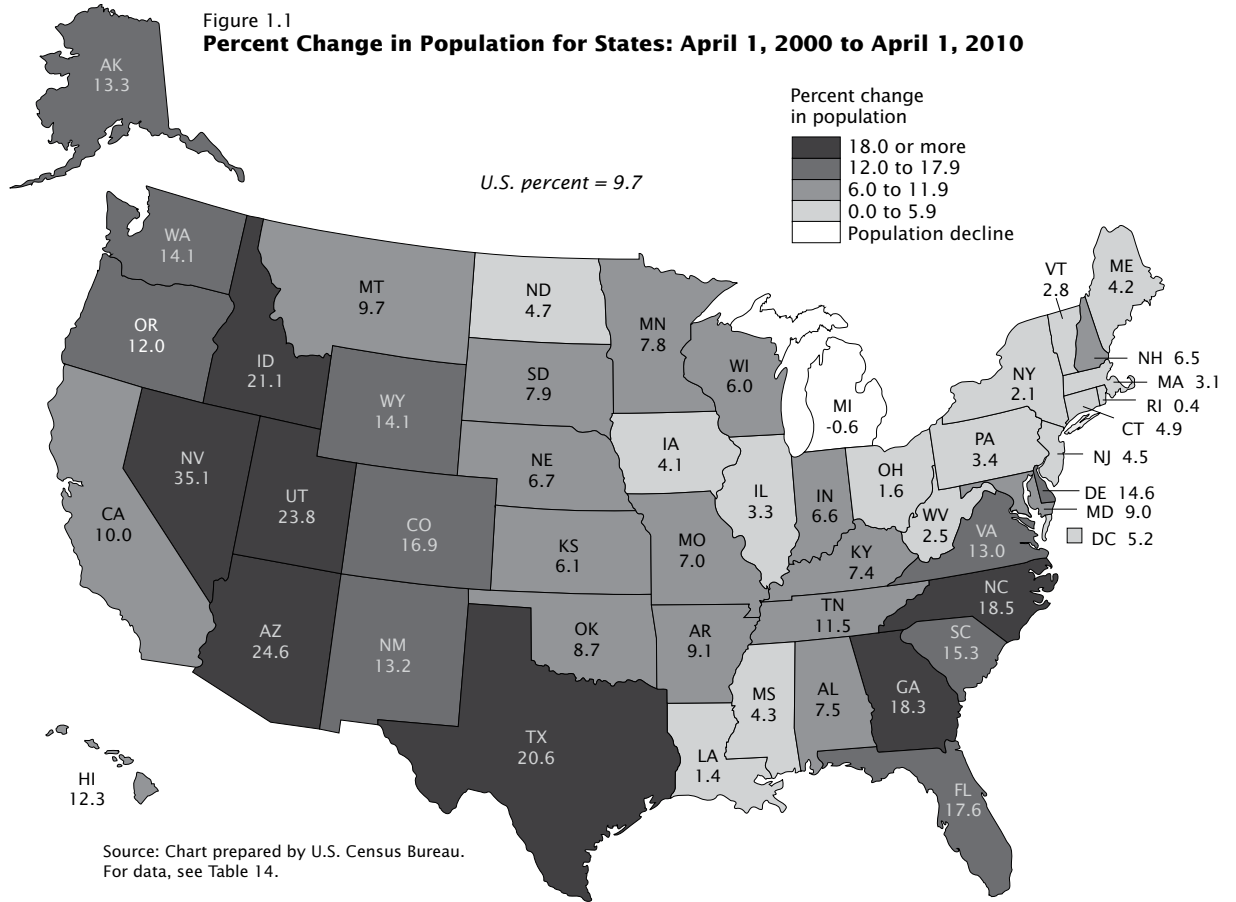 Figure 1.1
Percent Change in Population for States: April 1, 2000 to April 1, 2010
AK
13.3
Percent change
in population
18.0 or more
12.0 to 17.9
6.0 to 11.9
0.0 to 5.9
Population decline
U.S. percent = 9.7
WA
14.1
MT
9.7
ND
4.7
MN
7.8
VT
2.8
ME
4.2
OR
12.0
ID
21.1
WY
14.1
SD
7.9
WI
6.0
MI
-0.6
NY
2.1
NH 6.5
MA 3.1
RI 0.4
CT 4.9
NJ 4.5
NV
35.1
UT
23.8
CA
10.0
CO
16.9
NE
6.7
IA
4.1
IL
3.3
IN
6.6
OH
1.6
PA
3.4
DE 14.6
MD 9.0
DC 5.2
WV
2.5
VA
13.0
KS
6.1
MO
7.0
KY
7.4
NC
18.5
TN
11.5
SC
15.3
AZ
24.6
NM
13.2
OK
8.7
AR
9.1
MS
4.3
AL
7.5
GA
18.3
TX
20.6
LA
1.4
FL
17.6
HI
12.3
Source: Chart prepared by U.S. Census Bureau.
For data, see Table 14.